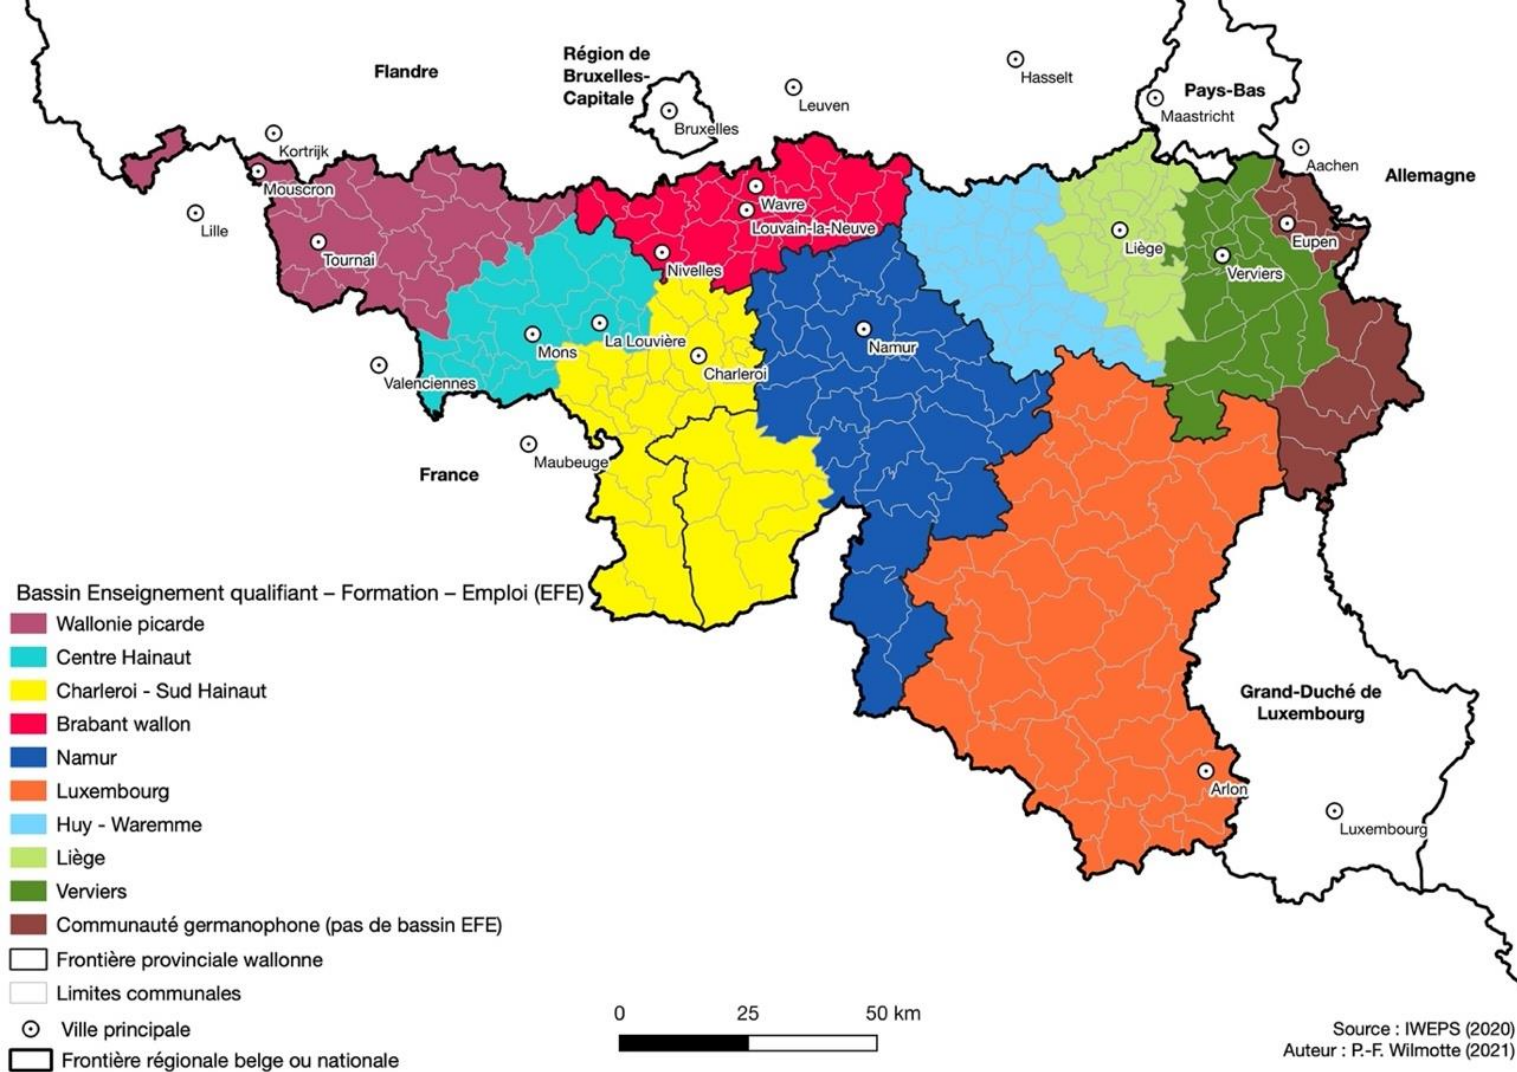 Flandre
Région de
Bruxelles-
Capitale
Bruxelles
Leuven
Hasselt
Pays-Bas
Maastricht
Aachen
Allemagne
Kortrijk
Mouscron
Lille
Tournai
Wavre
Louvain-la-Neuve
Nivelles
Liège
Eupen
Verviers
Mons
La Louvière
Namur
Charleroi
Valenciennes
Maubeuge
France
Grand-Duché de
Luxembourg
Arlon
Luxembourg
Bassin Enseignement qualifiant – Formation – Emploi (EFE)
Wallonie picarde
Centre Hainaut
Charleroi - Sud Hainaut
Brabant wallon
Namur
Luxembourg
Huy - Waremme
Liège
Verviers
Communauté germanophone (pas de bassin EFE)
Frontière provinciale wallonne
Limites communales
Ville principale
Frontière régionale belge ou nationale
0 25 50 km
Source : IWEPS (2020)
Auteur : P.-F. Wilmotte (2021)